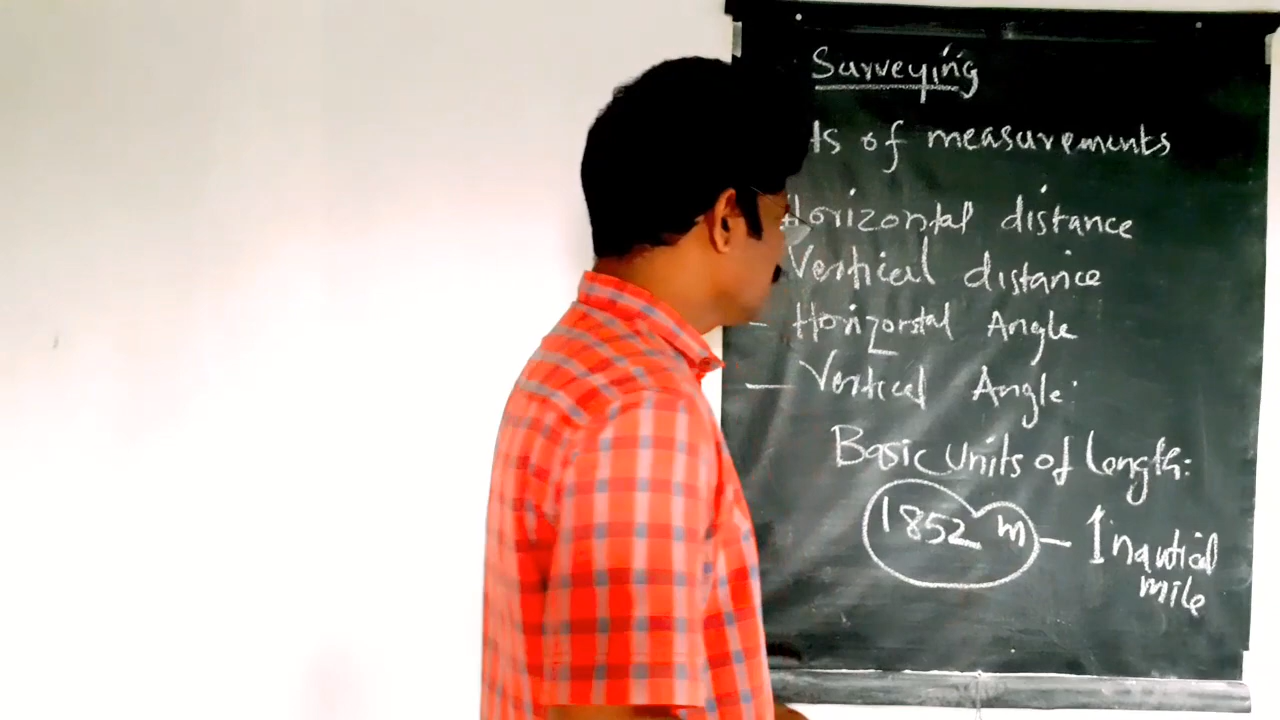 Surveying
of measurements
Horizontal distance
Vertical distance
- Horizontal Angle
- Vertical Angle:
Basic units of length:
1852 m - 1 nautical
mile